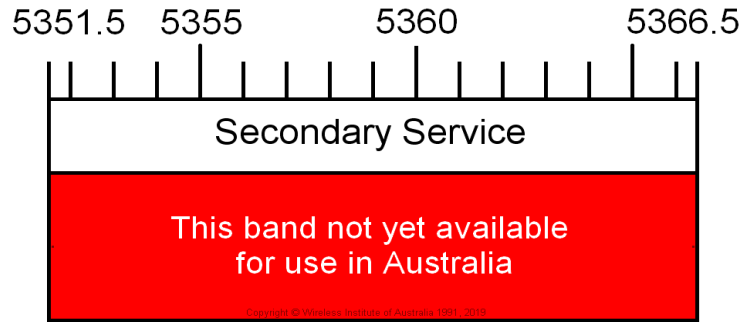 5351.5 5355 5360 5366.5
Secondary Service
This band not yet available
for use in Australia
Copyright © Wireless Institute of Australia 1991, 2019